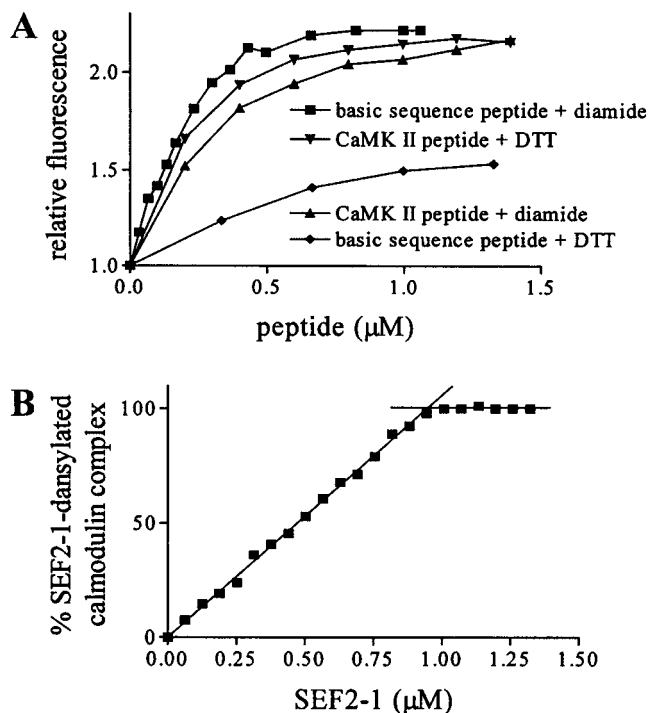 A
relative fluorescence
2.0
1.5
1.0
basic sequence peptide + diamide
CaMK II peptide + DTT
CaMK II peptide + diamide
basic sequence peptide + DTT
0.0 0.5 1.0 1.5
peptide (μM)
B
% SEF2-1-dansylated
calmodulin complex
100
50
0
0.00 0.25 0.50 0.75 1.00 1.25 1.50
SEF2-1 (μM)